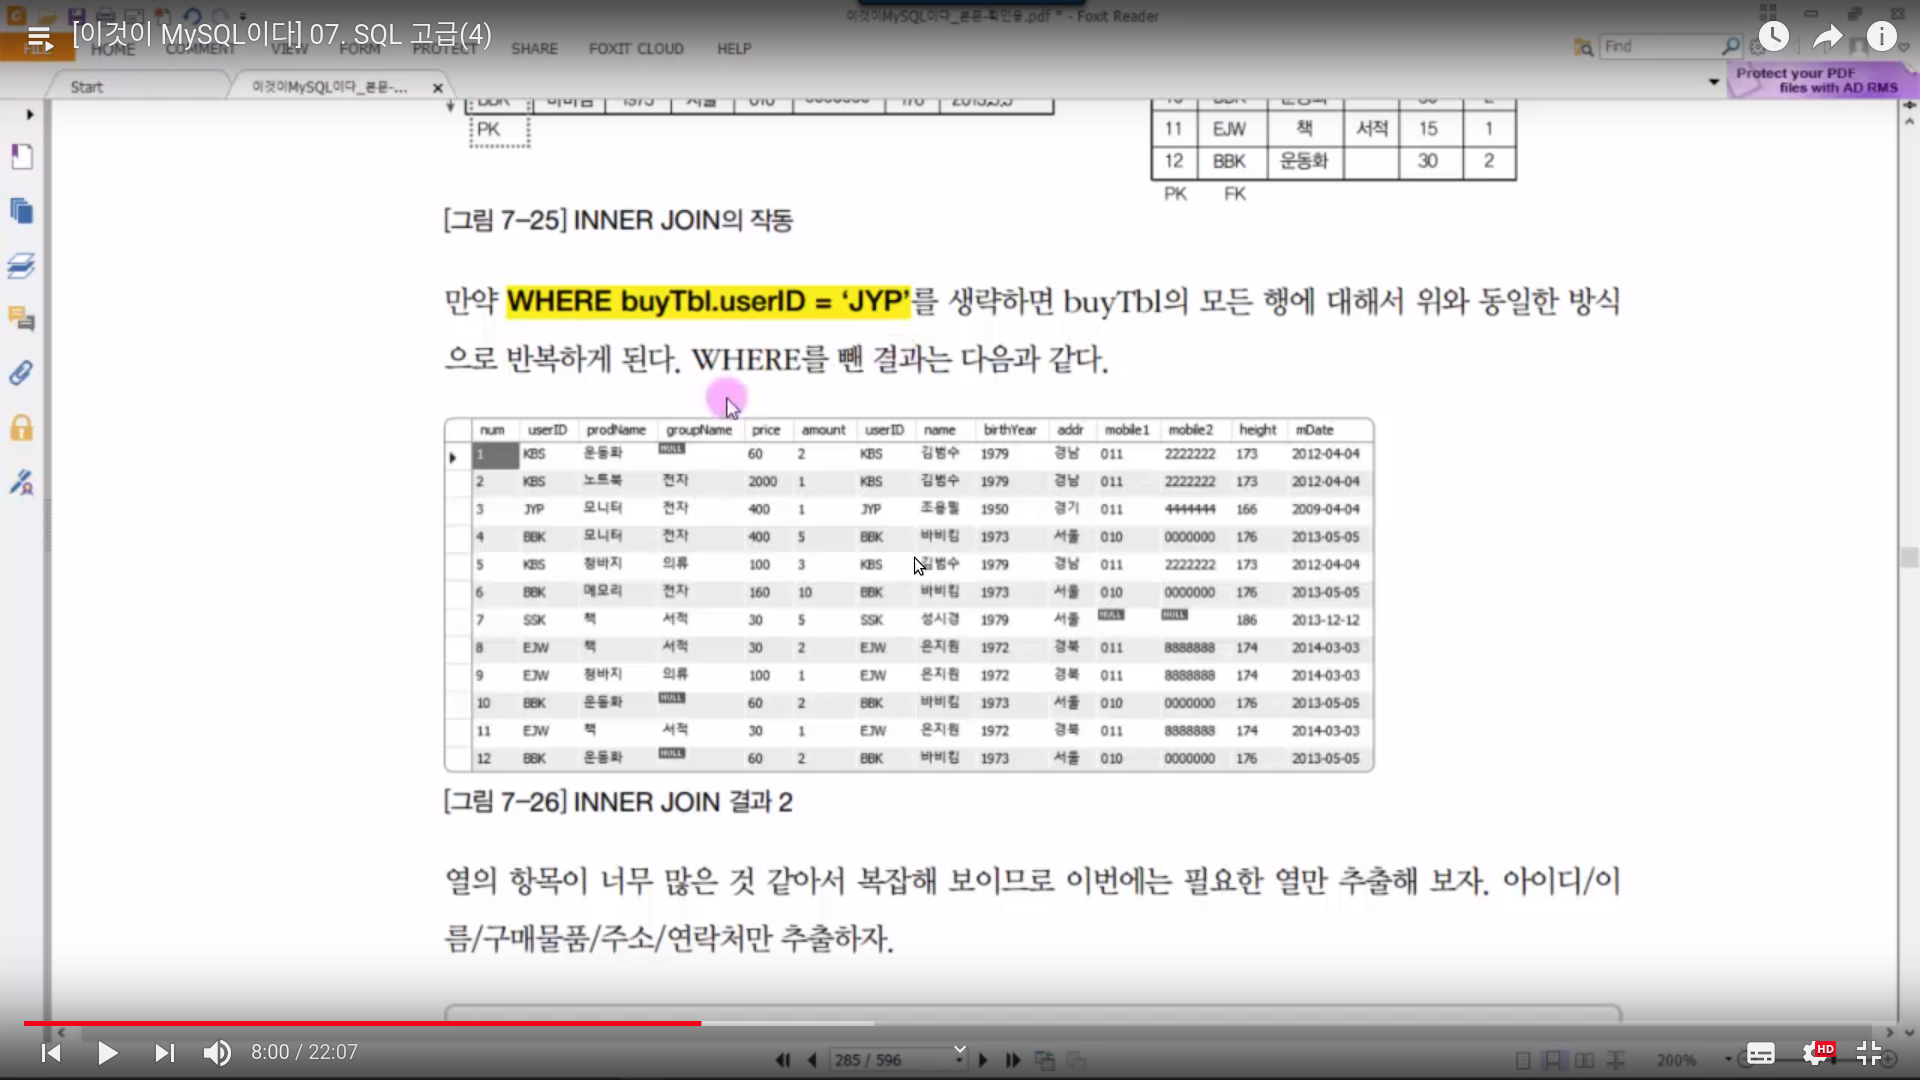 [이것이 MySQL이다] 07. SQL 고급(4)
이것이MySQL이다_본문-확인용.pdf * - Foxit Reader
FILE HOME COMMENT VIEW FORM PROTECT SHARE FOXIT CLOUD HELP
Find
Start
이것이MySQL이다_본문-...
Protect your PDF
files with AD RMS
BBK 바비킴 1973 서울 010 0000000 176 2013.5.5
PK
10 BBK 운동화 60 2
11 EJW 책 서적 15 1
12 BBK 운동화 30 2
PK FK
[그림 7-25] INNER JOIN의 작동
만약 WHERE buyTbl.userID = ‘JYP’를 생략하면 buyTbl의 모든 행에 대해서 위와 동일한 방식
으로 반복하게 된다. WHERE를 뺀 결과는 다음과 같다.
num userID prodName groupName price amount userID name birthYear addr mobile1 mobile2 height mDate
1 KBS 운동화 NULL 60 2 KBS 김범수 1979 경남 011 2222222 173 2012-04-04
2 KBS 노트북 전자 2000 1 KBS 김범수 1979 경남 011 2222222 173 2012-04-04
3 JYP 모니터 전자 400 1 JYP 조용필 1950 경기 011 4444444 166 2009-04-04
4 BBK 모니터 전자 400 5 BBK 바비킴 1973 서울 010 0000000 176 2013-05-05
5 KBS 청바지 의류 100 3 KBS 김범수 1979 경남 011 2222222 173 2012-04-04
6 BBK 메모리 전자 160 10 BBK 바비킴 1973 서울 010 0000000 176 2013-05-05
7 SSK 책 서적 30 5 SSK 성시경 1979 서울 NULL NULL 186 2013-12-12
8 EJW 책 서적 30 2 EJW 은지원 1972 경북 011 8888888 174 2014-03-03
9 EJW 청바지 의류 100 1 EJW 은지원 1972 경북 011 8888888 174 2014-03-03
10 BBK 운동화 NULL 60 2 BBK 바비킴 1973 서울 010 0000000 176 2013-05-05
11 EJW 책 서적 30 1 EJW 은지원 1972 경북 011 8888888 174 2014-03-03
12 BBK 운동화 NULL 60 2 BBK 바비킴 1973 서울 010 0000000 176 2013-05-05
[그림 7-26] INNER JOIN 결과 2
열의 항목이 너무 많은 것 같아서 복잡해 보이므로 이번에는 필요한 열만 추출해 보자. 아이디/이
름/구매물품/주소/연락처만 추출하자.
8:00 / 22:07
285 / 596
200%
HD